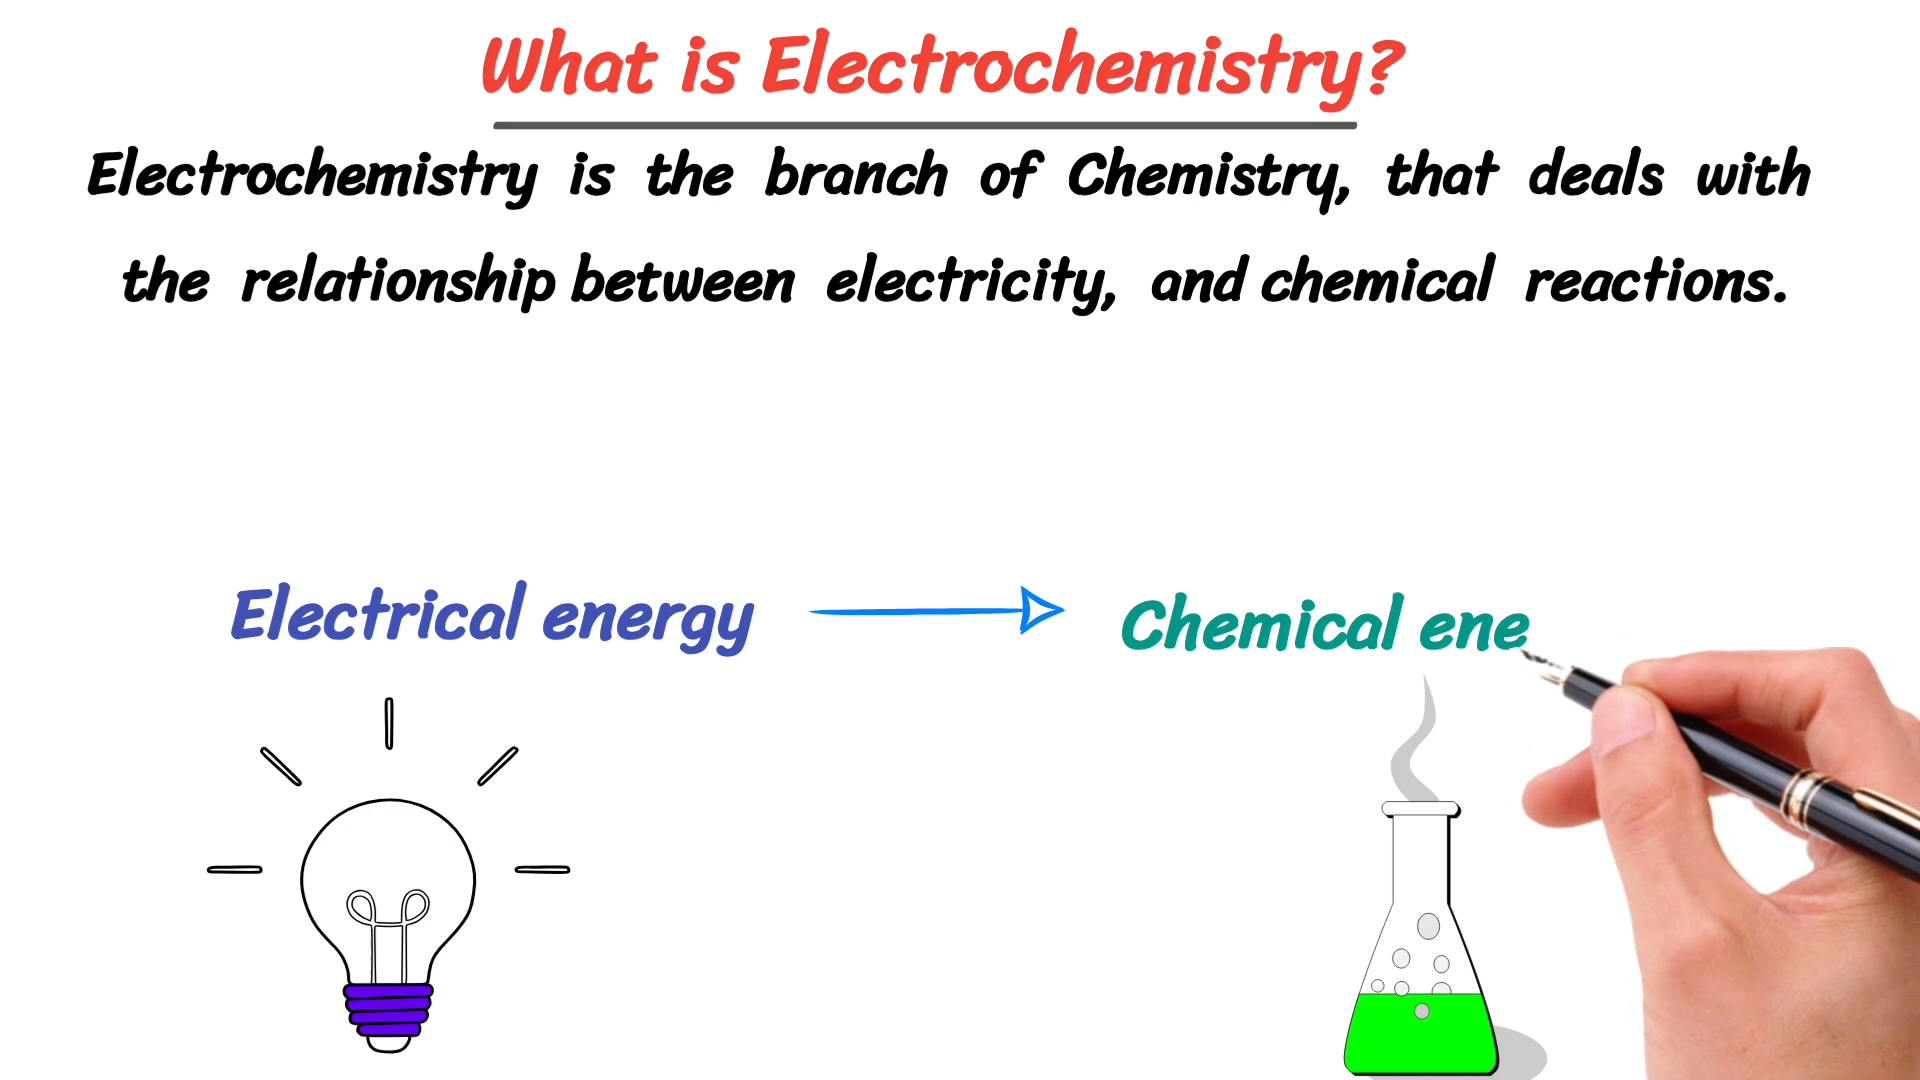 What is Electrochemistry?
Electrochemistry is the branch of Chemistry, that deals with
the relationship between electricity, and chemical reactions.
Electrical energy
Chemical ene